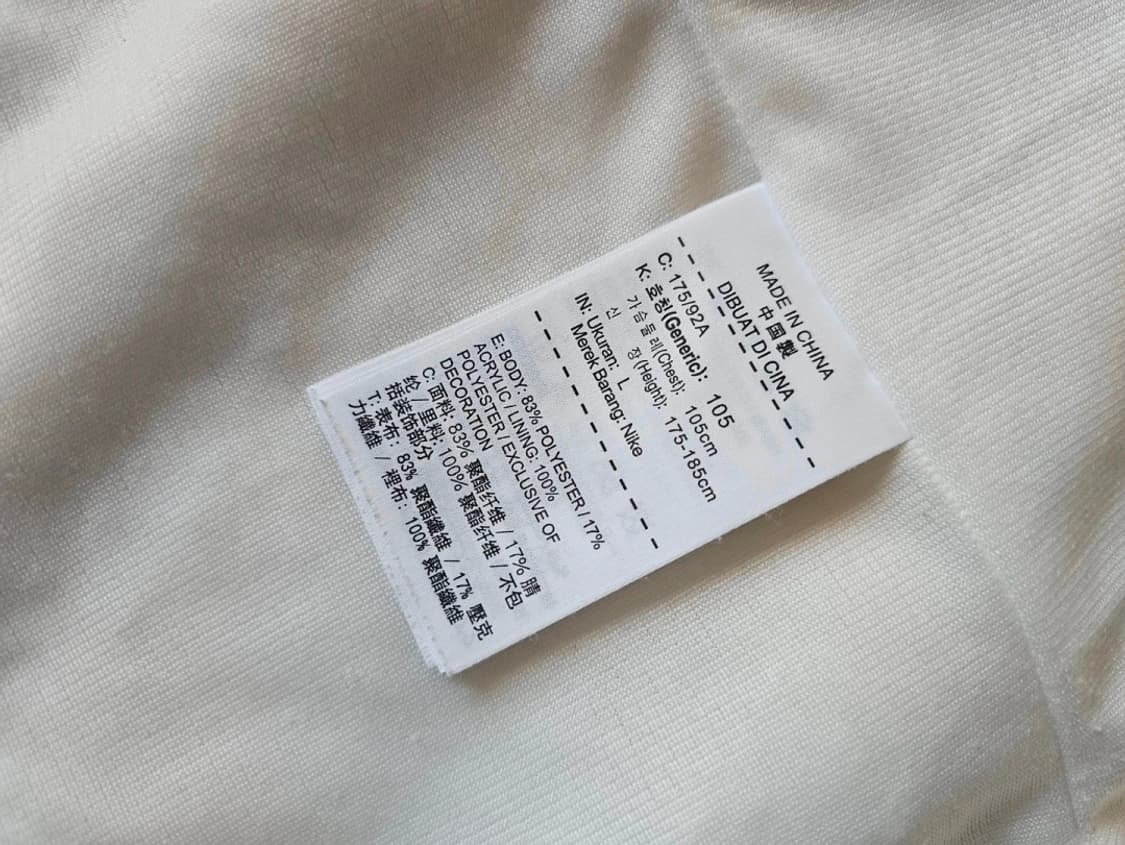 MADE IN CHINA
中国製
DIBUAT DI CINA
C: 175/92A
K: 호칭(Generic): 105
가슴둘레(Chest): 105cm
신 장(Height): 175-185cm
IN: Ukuran: L
Merek Barang: Nike
E: BODY: 83% POLYESTER / 17%
ACRYLIC / LINING: 100%
POLYESTER / EXCLUSIVE OF
DECORATION
C: 面料: 83% 聚酯纤维 / 17% 腈
纶 / 里料: 100% 聚酯纤维 / 不包
括装饰部分
T: 表布: 83% 聚酯纖維 / 17% 壓克
力纖維 / 裡布: 100% 聚酯纖維